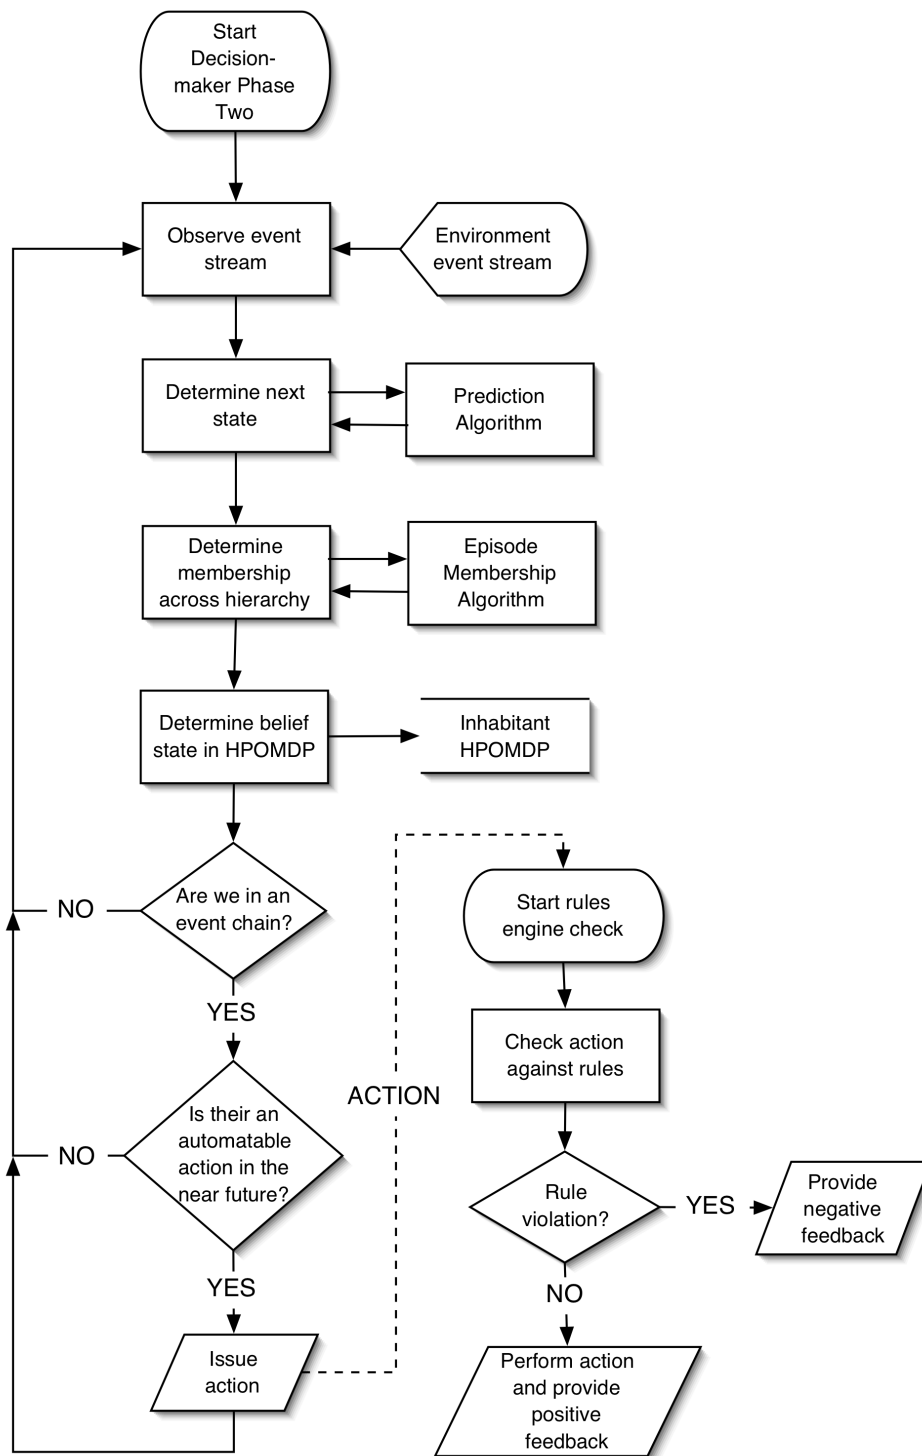 Start
Decision-
maker Phase
Two
Observe event
stream
Environment
event stream
Determine next
state
Prediction
Algorithm
Determine
membership
across hierarchy
Episode
Membership
Algorithm
Determine belief
state in HPOMDP
Inhabitant
HPOMDP
Are we in an
event chain?
NO
YES
Is their an
automatable
action in the
near future?
NO
YES
Issue
action
ACTION
Start rules
engine check
Check action
against rules
Rule
violation?
YES
Provide
negative
feedback
NO
Perform action
and provide
positive
feedback